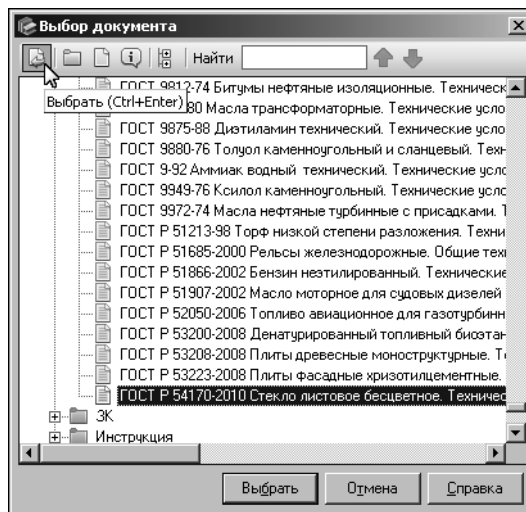 Выбор документа
Найти
ГОСТ 9812-74 Битумы нефтяные изоляционные. Техническ
Выбрать (Ctrl+Enter)
80 Масла трансформаторные. Технические усло
ГОСТ 9875-88 Диэтиламин технический. Технические усло
ГОСТ 9880-76 Толуол каменноугольный и сланцевый. Техн
ГОСТ 9-92 Аммиак водный технический. Технические усло
ГОСТ 9949-76 Ксилол каменноугольный. Технические усло
ГОСТ 9972-74 Масла нефтяные турбинные с присадками. Т
ГОСТ Р 51213-98 Торф низкой степени разложения. Техни
ГОСТ Р 51685-2000 Рельсы железнодорожные. Общие техн
ГОСТ Р 51866-2002 Бензин неэтилированный. Технические
ГОСТ Р 51907-2002 Масло моторное для судовых дизелей
ГОСТ Р 52050-2006 Топливо авиационное для газотурбинн
ГОСТ Р 53200-2008 Денатурированный топливный биоэтан
ГОСТ Р 53208-2008 Плиты древесные моноструктурные. Т
ГОСТ Р 53223-2008 Плиты фасадные хризотилцементные.
ГОСТ Р 54170-2010 Стекло листовое бесцветное. Техничес
ЗК
Инструкция
Выбрать
Отмена
Справка